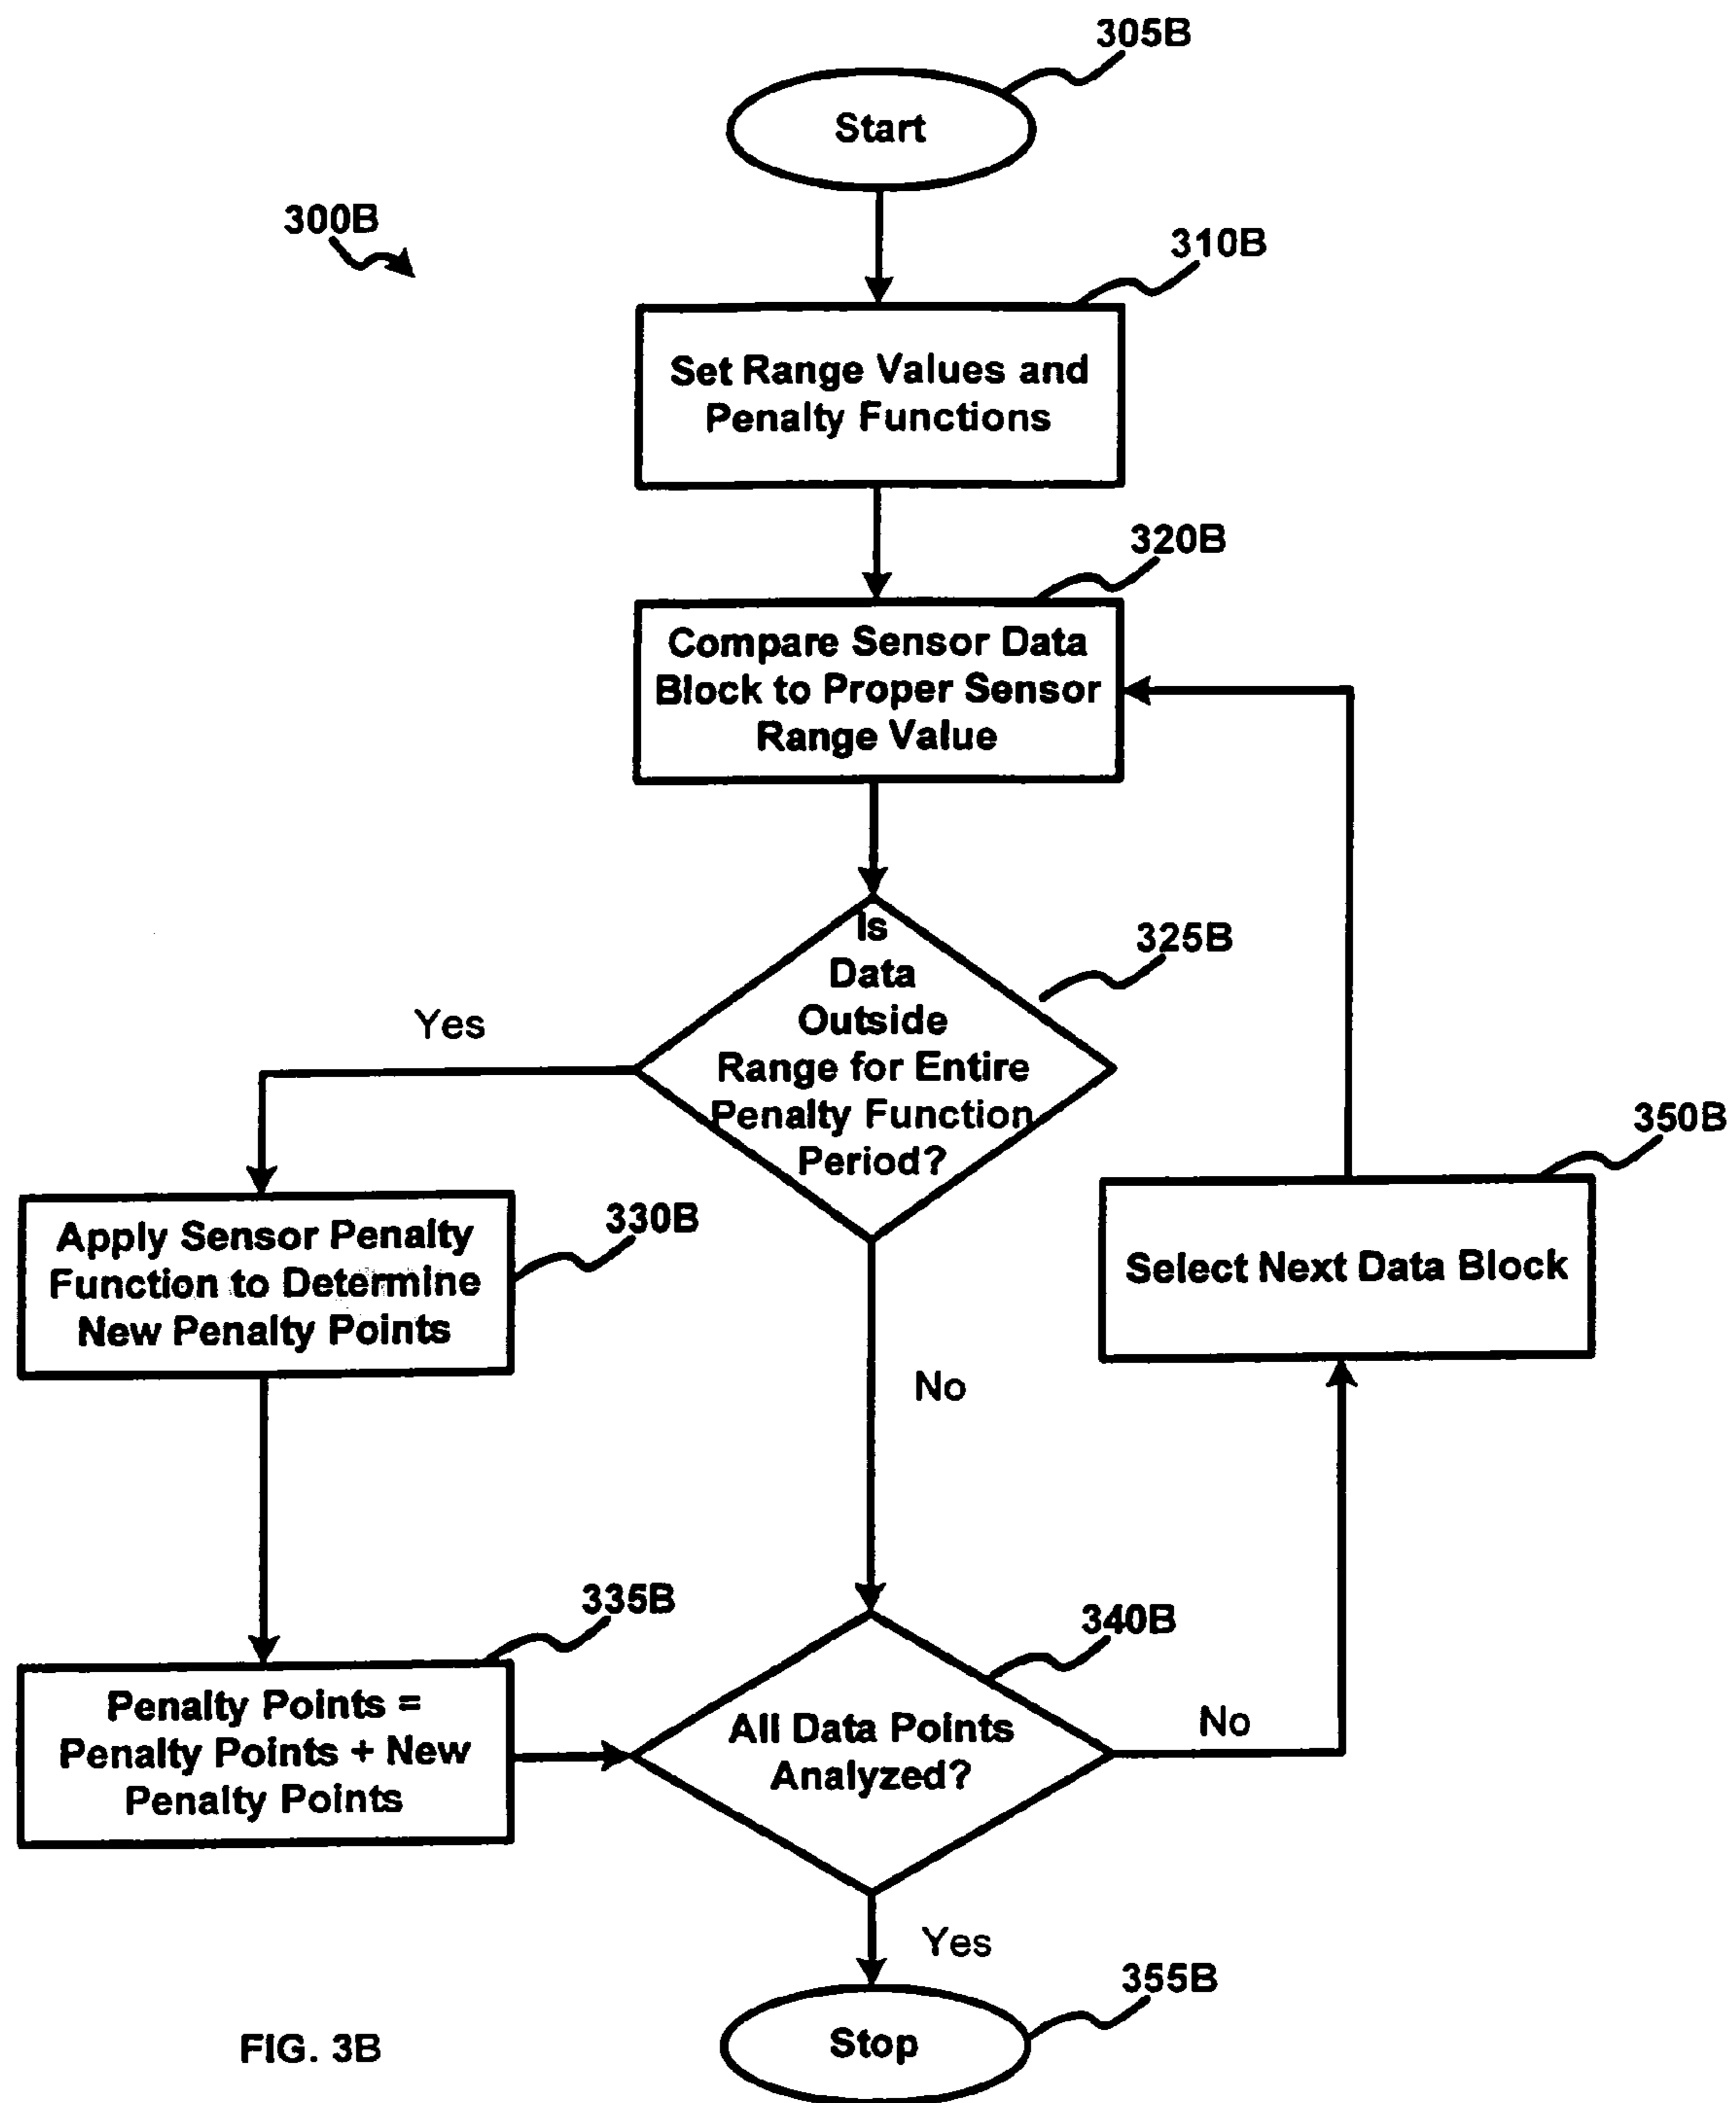 305B
Start
300B
310B
Set Range Values and
Penalty Functions
320B
Compare Sensor Data
Block to Proper Sensor
Range Value
Is
Data
Outside
Range for Entire
Penalty Function
Period?
325B
Yes
350B
Select Next Data Block
330B
Apply Sensor Penalty
Function to Determine
New Penalty Points
No
335B
Penalty Points =
Penalty Points + New
Penalty Points
340B
All Data Points
Analyzed?
No
Yes
355B
Stop
FIG. 3B